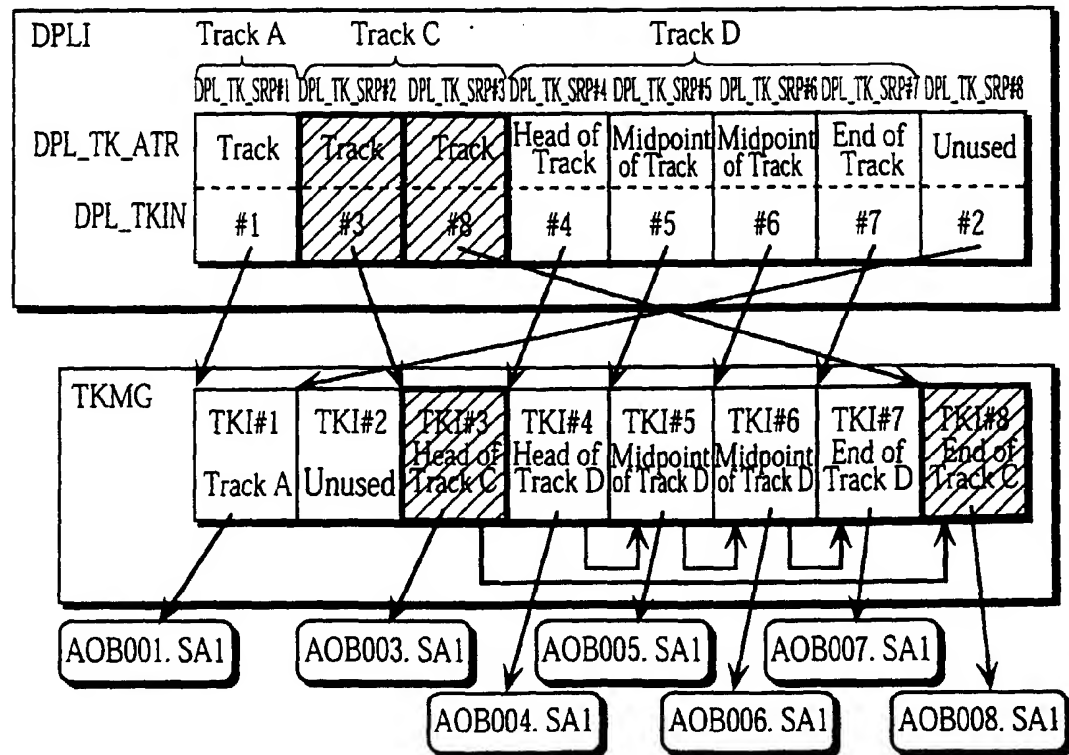 DPLI
Track A
Track C
Track D
DPL_TK_SRP#1
DPL_TK_SRP#2
DPL_TK_SRP#3
DPL_TK_SRP#4
DPL_TK_SRP#5
DPL_TK_SRP#6
DPL_TK_SRP#7
DPL_TK_SRP#8
DPL_TK_ATR
Track
Track
Track
Head of
Track
Midpoint
of Track
Midpoint
of Track
End of
Track
Unused
DPL_TKIN
#1
#3
#8
#4
#5
#6
#7
#2
TKMG
TKI#1
Track A
TKI#2
Unused
TKI#3
Head of
Track C
TKI#4
Head of
Track D
TKI#5
Midpoint
of Track D
TKI#6
Midpoint
of Track D
TKI#7
End of
Track D
TKI#8
End of
Track C
AOB001. SA1
AOB003. SA1
AOB005. SA1
AOB007. SA1
AOB004. SA1
AOB006. SA1
AOB008. SA1